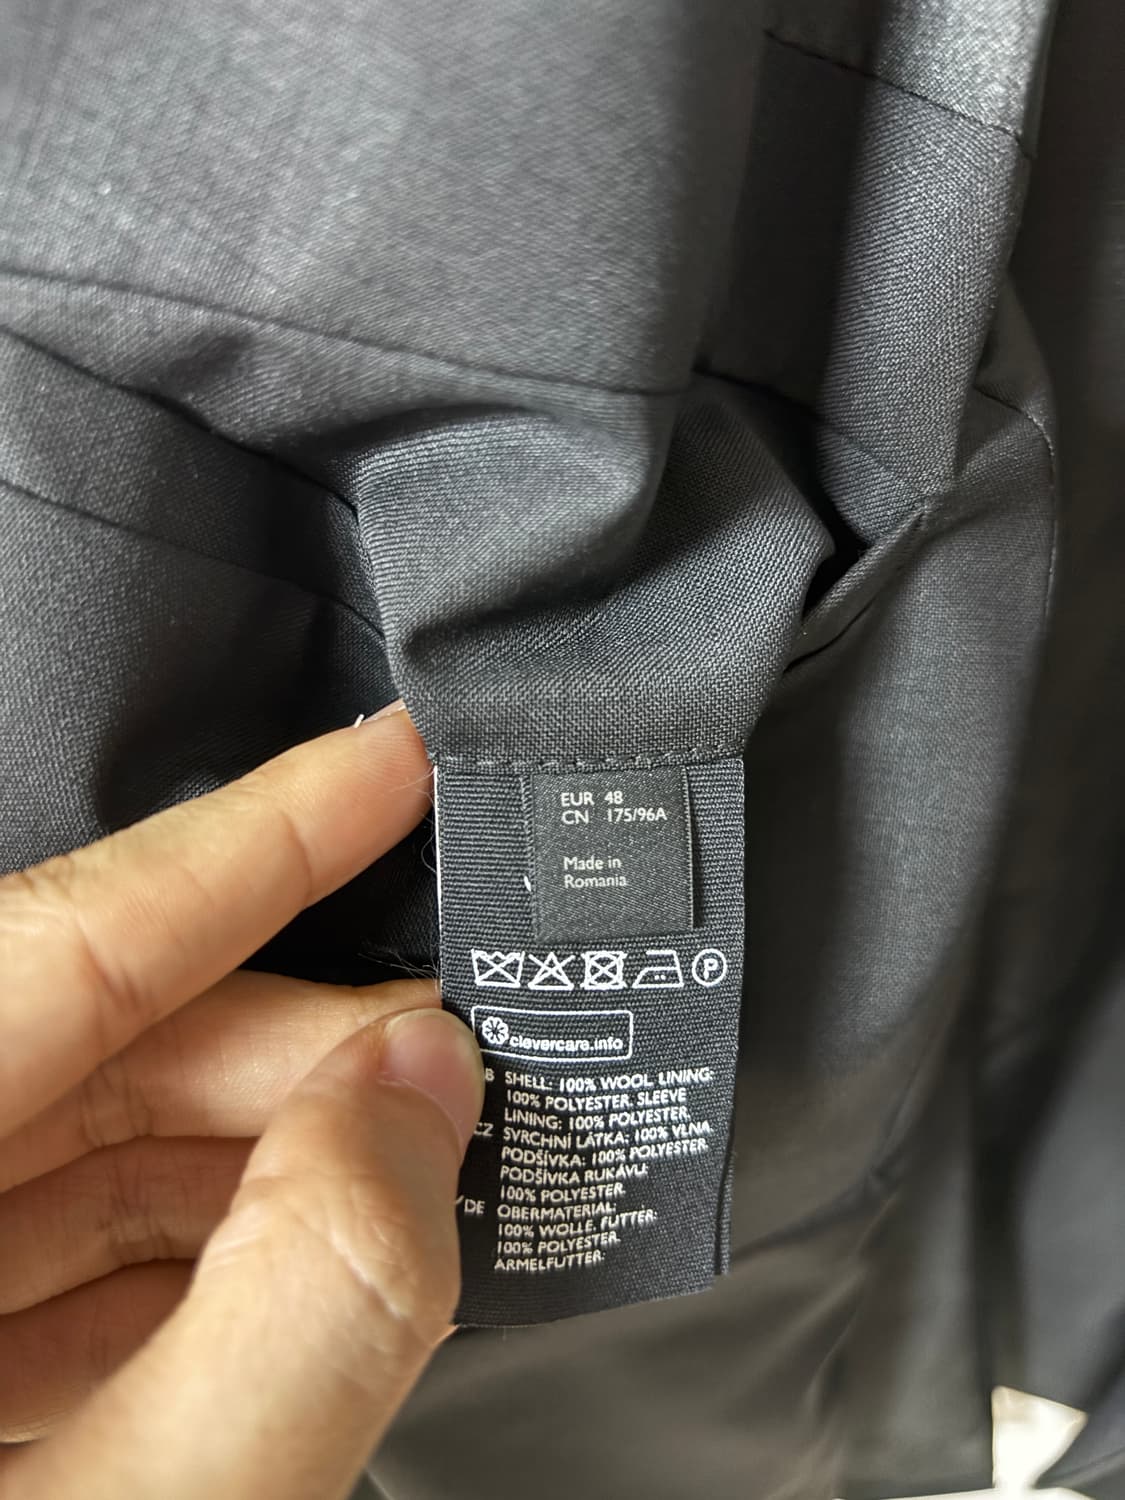 EUR 48
CN 175/96A
Made in
Romania
P
clevercare.info
SHELL: 100% WOOL. LINING:
100% POLYESTER. SLEEVE
LINING: 100% POLYESTER.
CZ SVRCHNÍ LÁTKA: 100% VLNA
PODŠÍVKA: 100% POLYESTER.
PODŠÍVKA RUKÁVU:
100% POLYESTER.
/DE OBERMATERIAL:
100% WOLLE. FUTTER:
100% POLYESTER.
ÄRMELFUTTER: